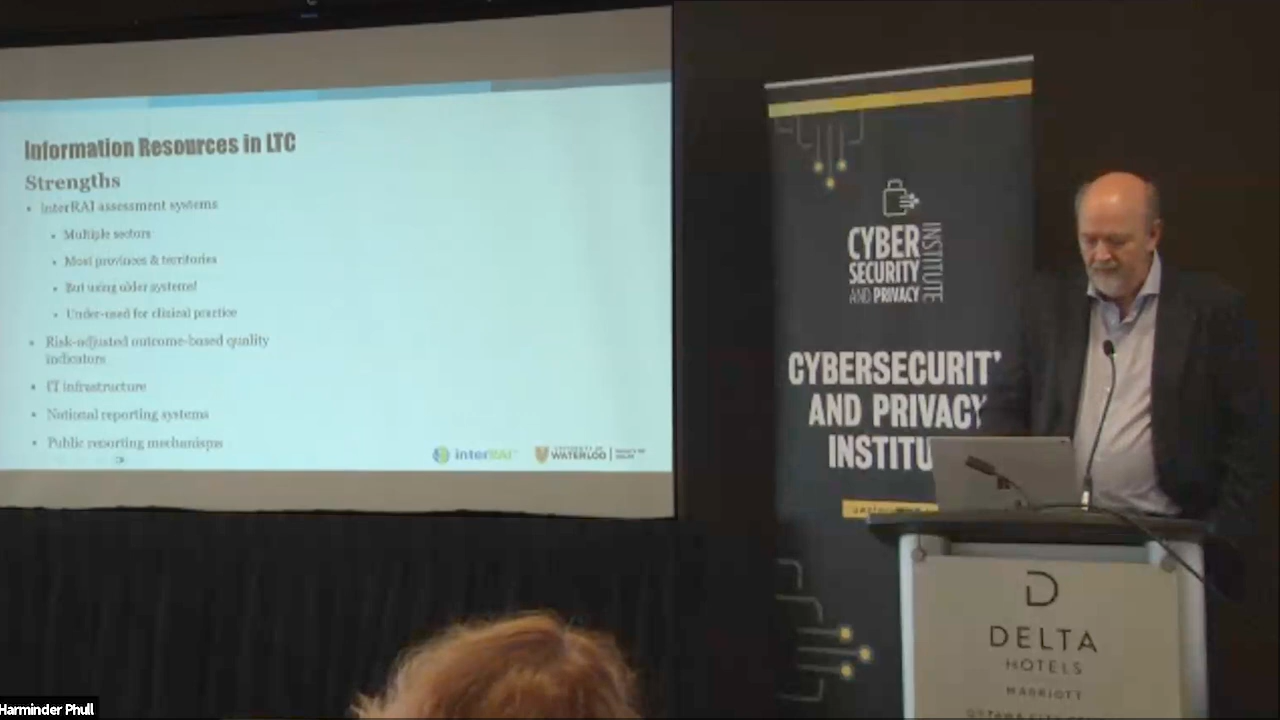 Information Resources in LTC
Strengths
• interRAI assessment systems
• Multiple sectors
• Most provinces & territories
• But using older systems!
• Under-used for clinical practice
• Risk-adjusted outcome-based quality
indicators
• IT infrastructure
• National reporting systems
• Public reporting mechanisms
interRAI
UNIVERSITY OF
WATERLOO
CYBER
SECURITY
AND PRIVACY
INSTITUTE
CYBERSECURIT
AND PRIVACY
INSTITU
DELTA
HOTELS
MARRIOTT
Harminder Phull